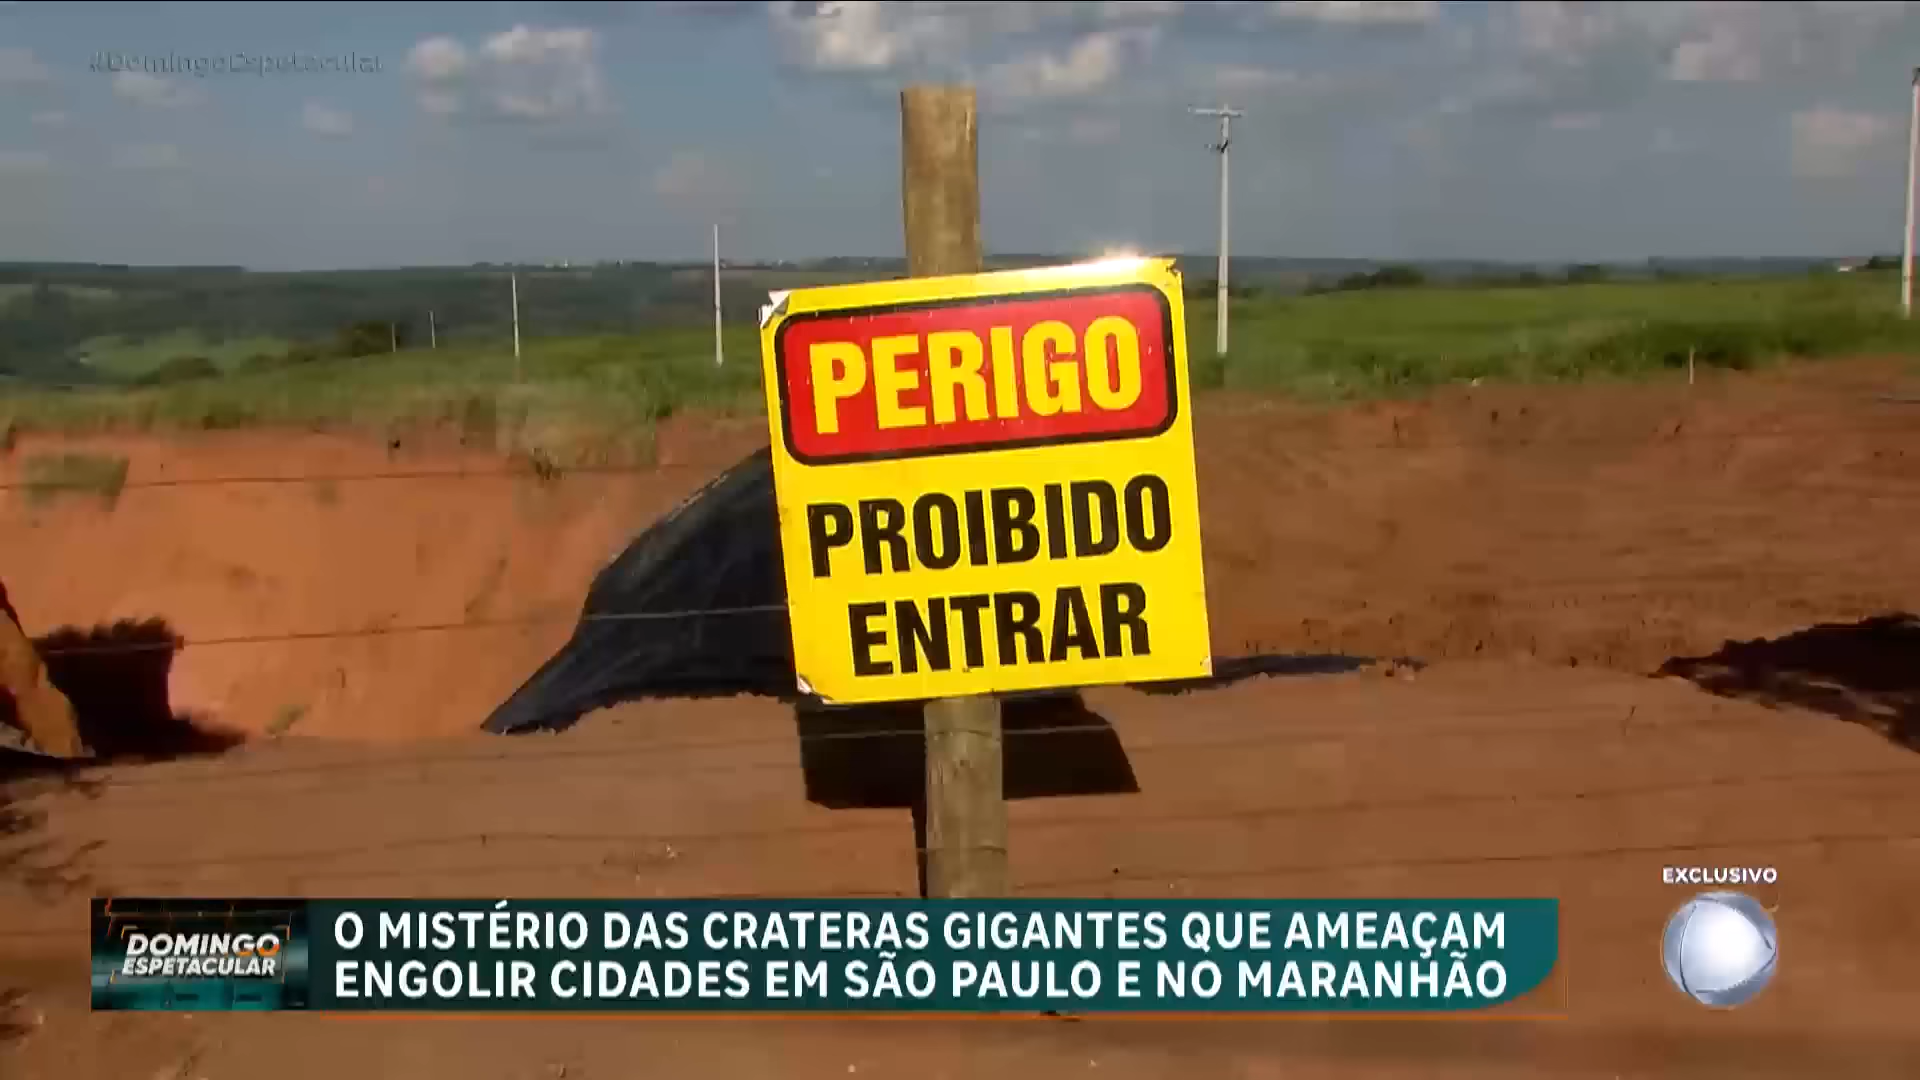 #DomingoEspetacular
PERIGO
PROIBIDO
ENTRAR
EXCLUSIVO
DOMINGO
ESPETACULAR
O MISTÉRIO DAS CRATERAS GIGANTES QUE AMEAÇAM
ENGOLIR CIDADES EM SÃO PAULO E NO MARANHÃO